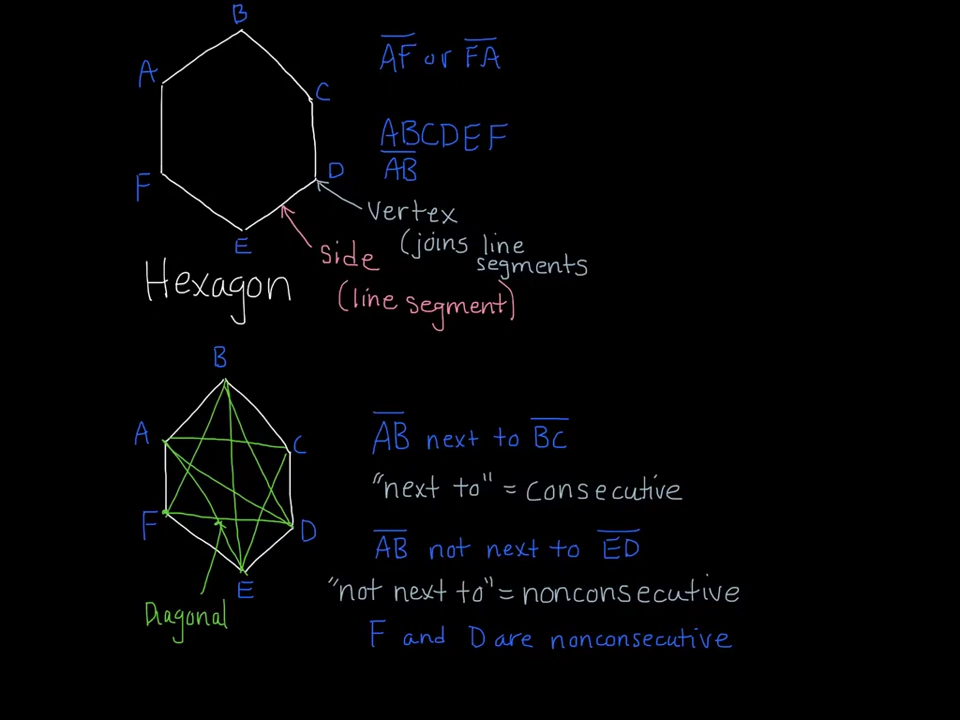 B
A
C
F
D
E
Hexagon
AF or FA
ABCDEF
AB
vertex
(joins line
segments
side
(line segment)
B
A
C
F
D
E
Diagonal
AB next to BC
"next to" = consecutive
AB not next to ED
"not next to" = nonconsecutive
F and D are nonconsecutive